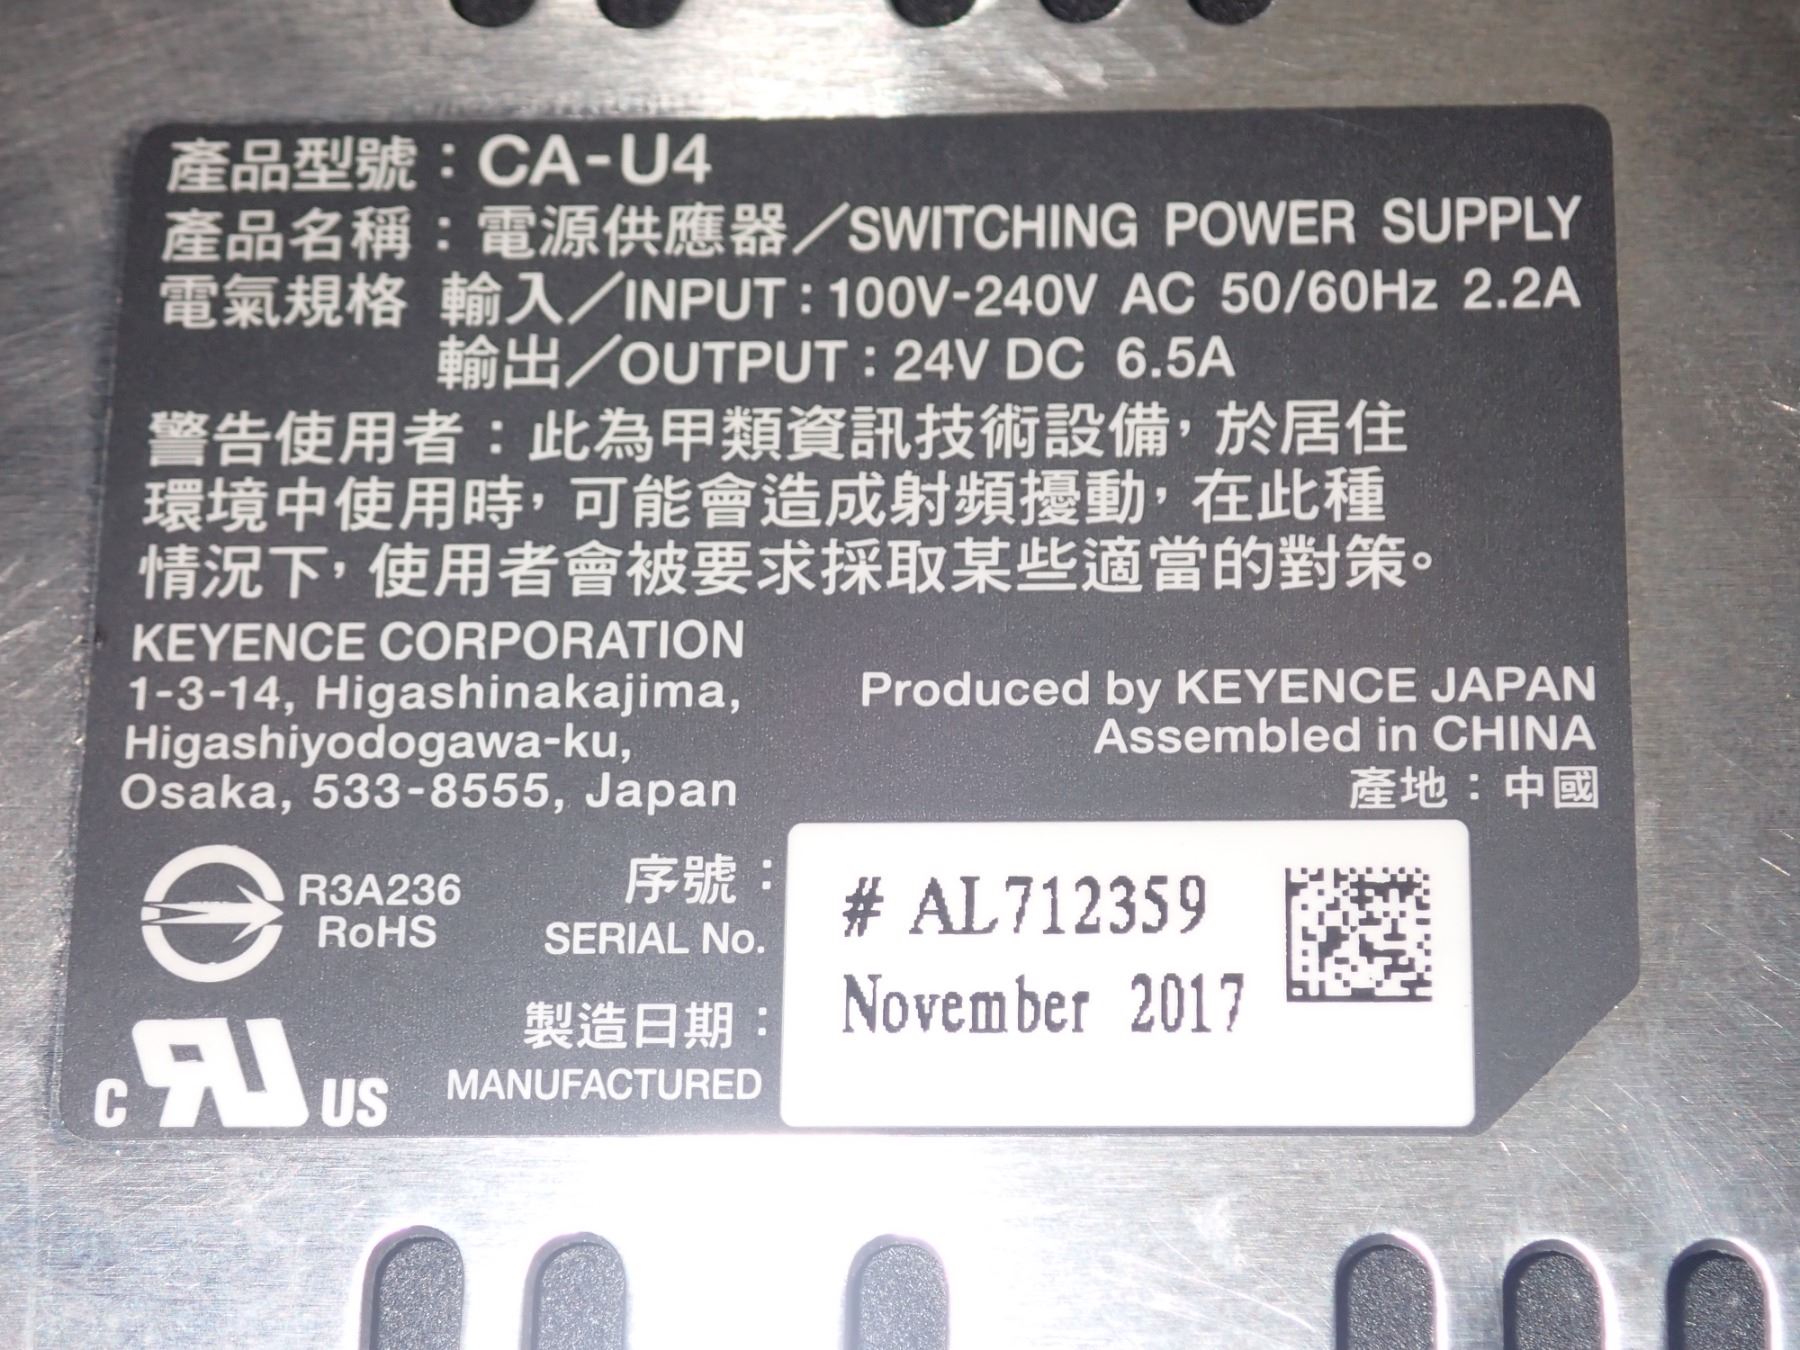 產品型號：CA-U4
產品名稱：電源供應器／SWITCHING POWER SUPPLY
電氣規格 輸入／INPUT：100V-240V AC 50/60Hz 2.2A
輸出／OUTPUT：24V DC 6.5A
警告使用者：此為甲類資訊技術設備，於居住
環境中使用時，可能會造成射頻擾動，在此種
情況下，使用者會被要求採取某些適當的對策。
KEYENCE CORPORATION
1-3-14, Higashinakajima,
Higashiyodogawa-ku,
Osaka, 533-8555, Japan
Produced by KEYENCE JAPAN
Assembled in CHINA
產地：中國
R3A236
RoHS
序號：
SERIAL No.
# AL712359
製造日期：
MANUFACTURED
November 2017
C RU US